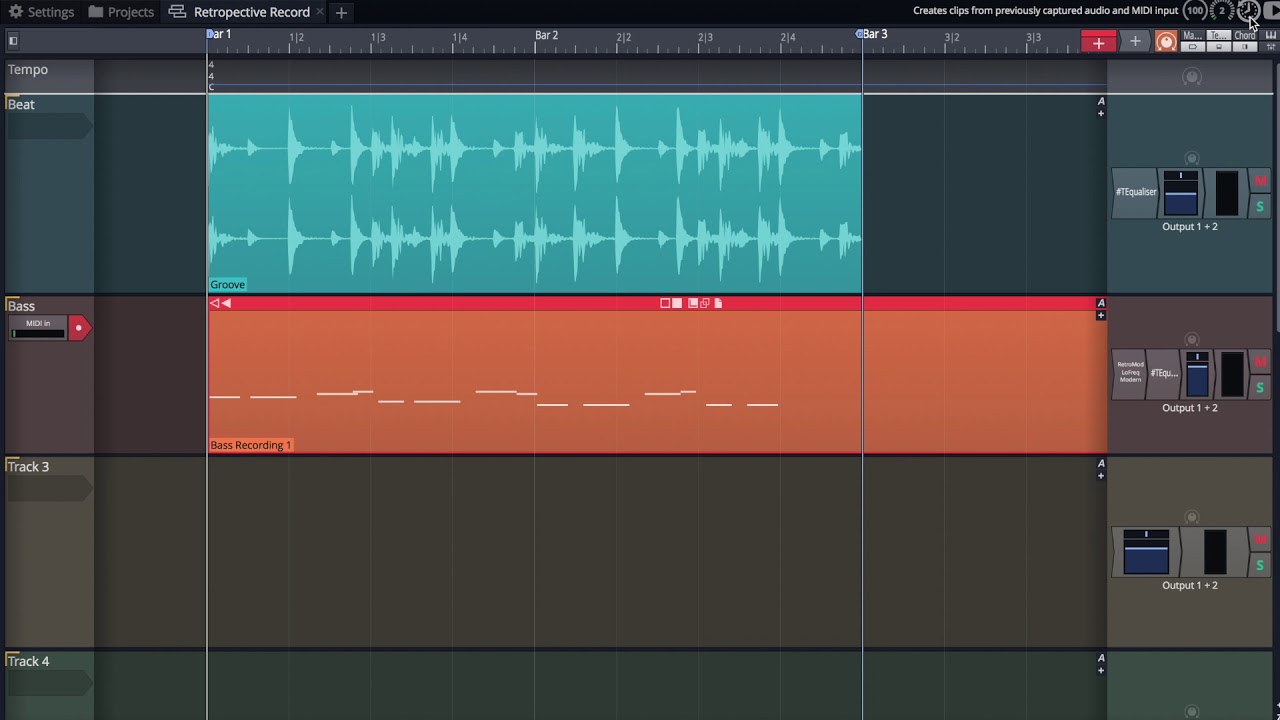 Settings
Projects
Retropective Record
Creates clips from previously captured audio and MIDI input
100
2
Bar 1
1|2
1|3
1|4
Bar 2
2|2
2|3
2|4
Bar 3
3|2
3|3
Ma...
Te...
Chord
Tempo
4
4
C
Beat
A
#TEqualiser
M
S
Output 1 + 2
Groove
Bass
MIDI in
A
RetroMod
LoFreq
Modern
#TEqu...
M
S
Output 1 + 2
Bass Recording 1
Track 3
A
M
S
Output 1 + 2
Track 4
A